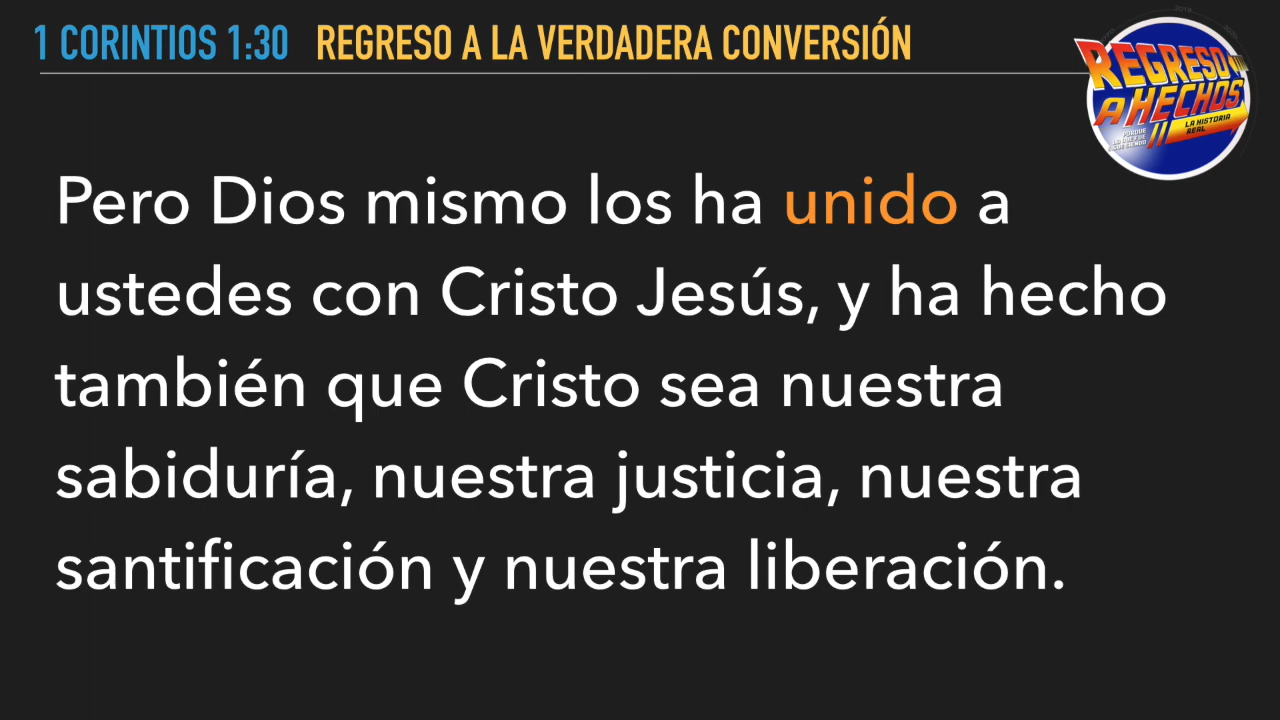 1 CORINTIOS 1:30 REGRESO A LA VERDADERA CONVERSIÓN
REGRESO
A HECHOS
LA HISTORIA
REAL
PORQUE
Pero Dios mismo los ha unido a
ustedes con Cristo Jesús, y ha hecho
también que Cristo sea nuestra
sabiduría, nuestra justicia, nuestra
santificación y nuestra liberación.